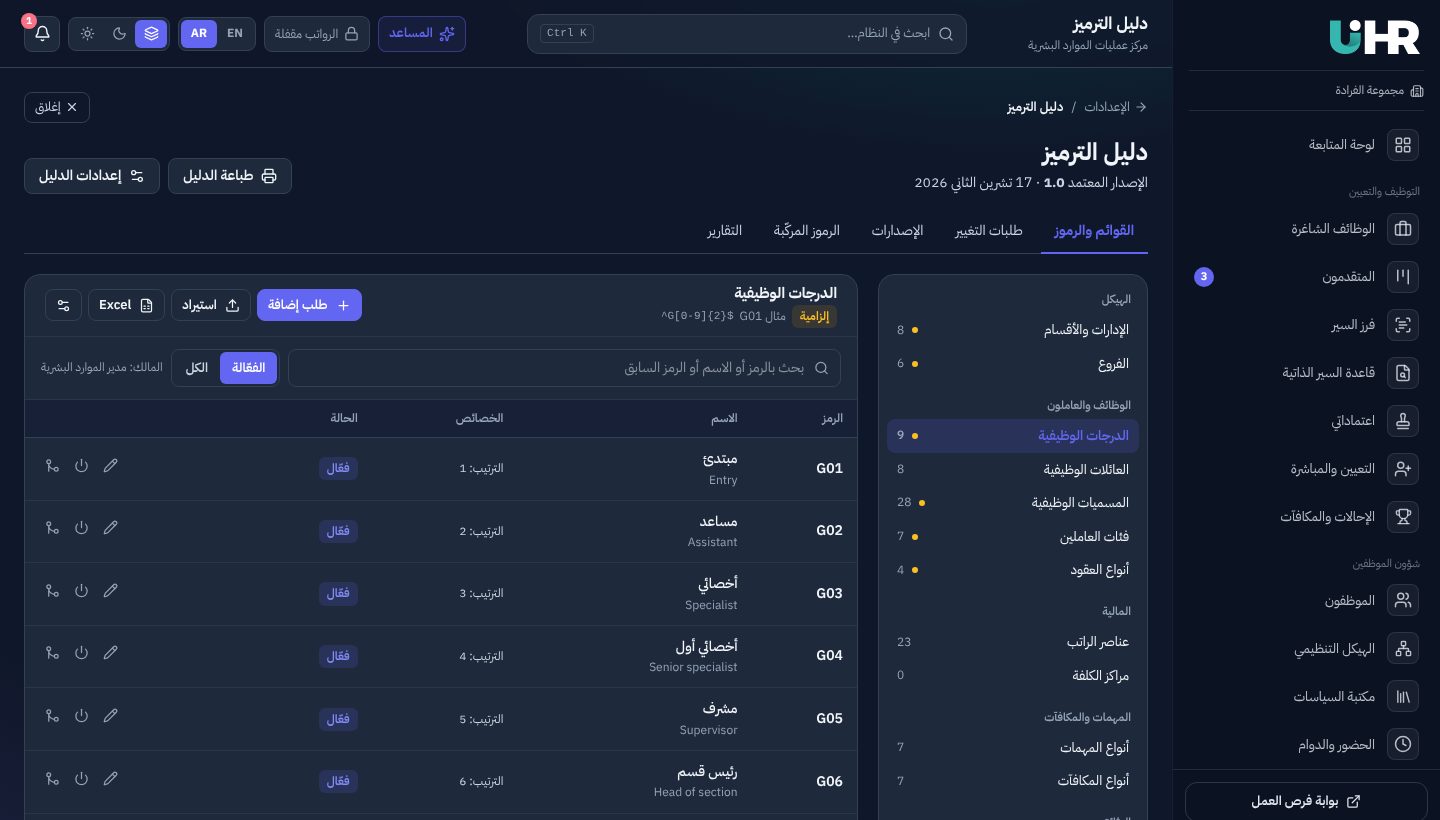 UHR
مجموعة الفرادة
لوحة المتابعة
التوظيف والتعيين
الوظائف الشاغرة
المتقدمون 3
فرز السير
قاعدة السير الذاتية
اعتماداتي
التعيين والمباشرة
الإحالات والمكافآت
شؤون الموظفين
الموظفون
الهيكل التنظيمي
مكتبة السياسات
الحضور والدوام
بوابة فرص العمل
دليل الترميز
مركز عمليات الموارد البشرية
ابحث في النظام... Ctrl K
المساعد
الرواتب مقفلة
AR EN
1
الإعدادات / دليل الترميز
إغلاق
دليل الترميز
الإصدار المعتمد 1.0 · 17 تشرين الثاني 2026
طباعة الدليل
إعدادات الدليل
القوائم والرموز طلبات التغيير الإصدارات الرموز المركّبة التقارير
الهيكل
الإدارات والأقسام 8
الفروع 6
الوظائف والعاملون
الدرجات الوظيفية 9
العائلات الوظيفية 8
المسميات الوظيفية 28
فئات العاملين 7
أنواع العقود 4
المالية
عناصر الراتب 23
مراكز الكلفة 0
المهمات والمكافآت
أنواع المهمات 7
أنواع المكافآت 7
الدرجات الوظيفية
إلزامية مثال G01 ^G[0-9]{2}$
طلب إضافة
استيراد
Excel
بحث بالرمز أو الاسم أو الرمز السابق
الفعّالة الكل
المالك: مدير الموارد البشرية
الرمز الاسم الخصائص الحالة
G01 مبتدئ الترتيب: 1 فعّال
Entry
G02 مساعد الترتيب: 2 فعّال
Assistant
G03 أخصائي الترتيب: 3 فعّال
Specialist
G04 أخصائي أول الترتيب: 4 فعّال
Senior specialist
G05 مشرف الترتيب: 5 فعّال
Supervisor
G06 رئيس قسم الترتيب: 6 فعّال
Head of section